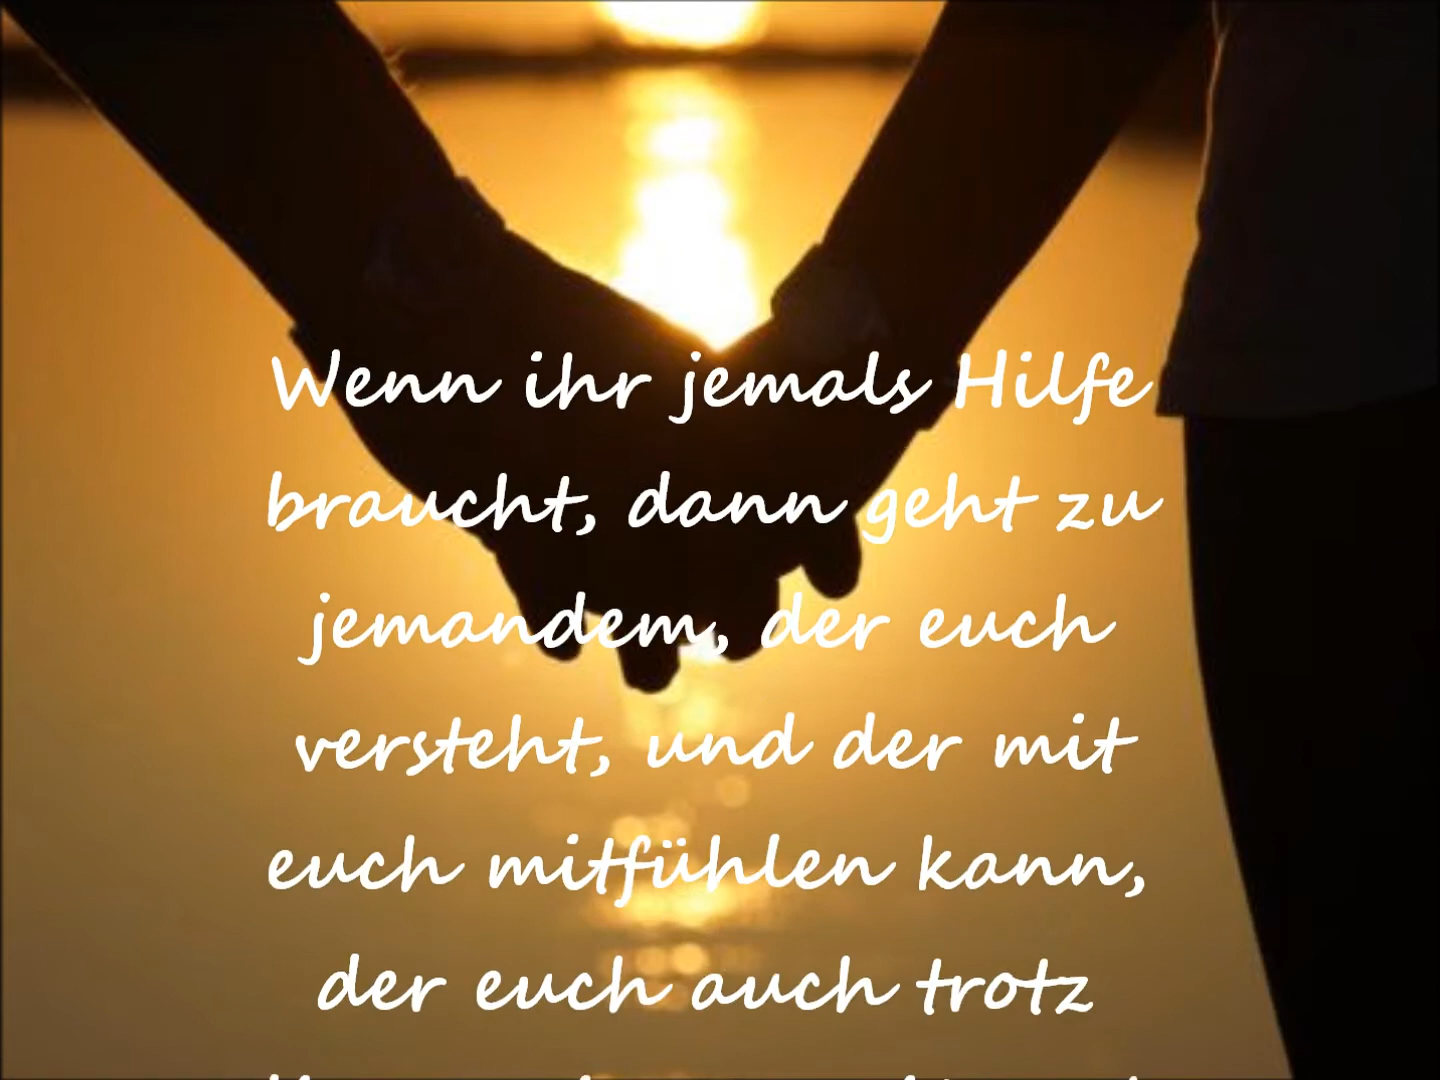 Wenn ihr jemals Hilfe
braucht, dann geht zu
jemandem, der euch
versteht, und der mit
euch mitfühlen kann,
der euch auch trotz